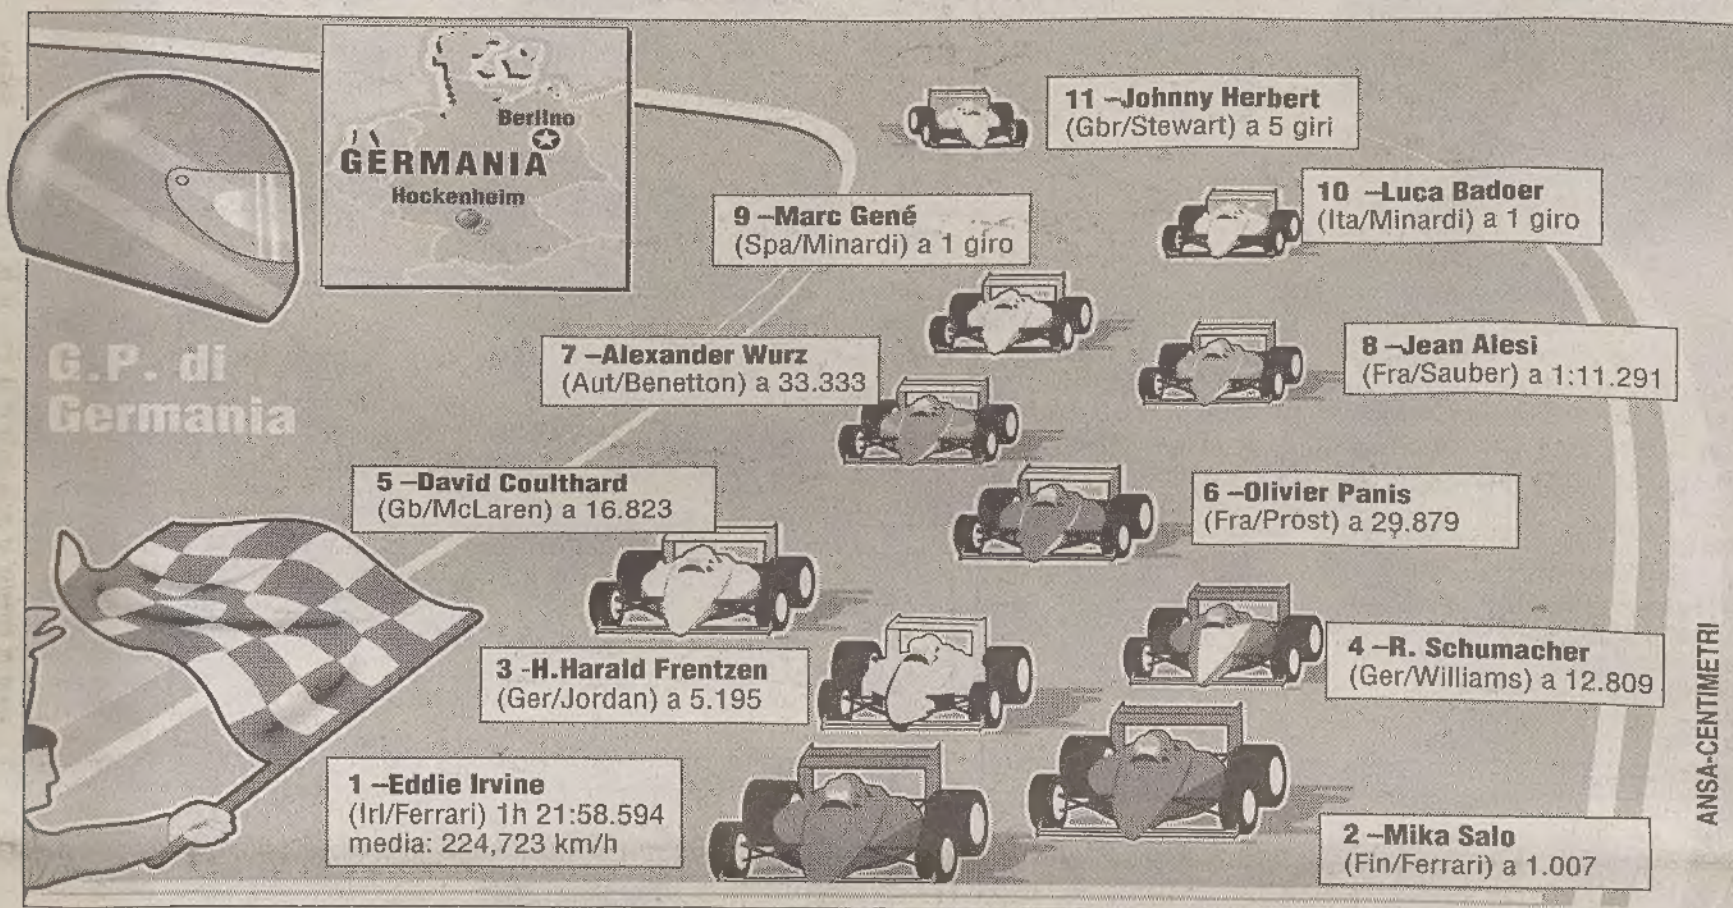 Berlino
GERMANIA
Hockenheim
G.P. di
Germania
11 –Johnny Herbert
(Gbr/Stewart) a 5 giri
10 –Luca Badoer
(Ita/Minardi) a 1 giro
9 –Marc Gené
(Spa/Minardi) a 1 giro
8 –Jean Alesi
(Fra/Sauber) a 1:11.291
7 –Alexander Wurz
(Aut/Benetton) a 33.333
6 –Olivier Panis
(Fra/Prost) a 29.879
5 –David Coulthard
(Gb/McLaren) a 16.823
4 –R. Schumacher
(Ger/Williams) a 12.809
3 -H.Harald Frentzen
(Ger/Jordan) a 5.195
2 –Mika Salo
(Fin/Ferrari) a 1.007
1 –Eddie Irvine
(Irl/Ferrari) 1h 21:58.594
media: 224,723 km/h
ANSA-CENTIMETRI